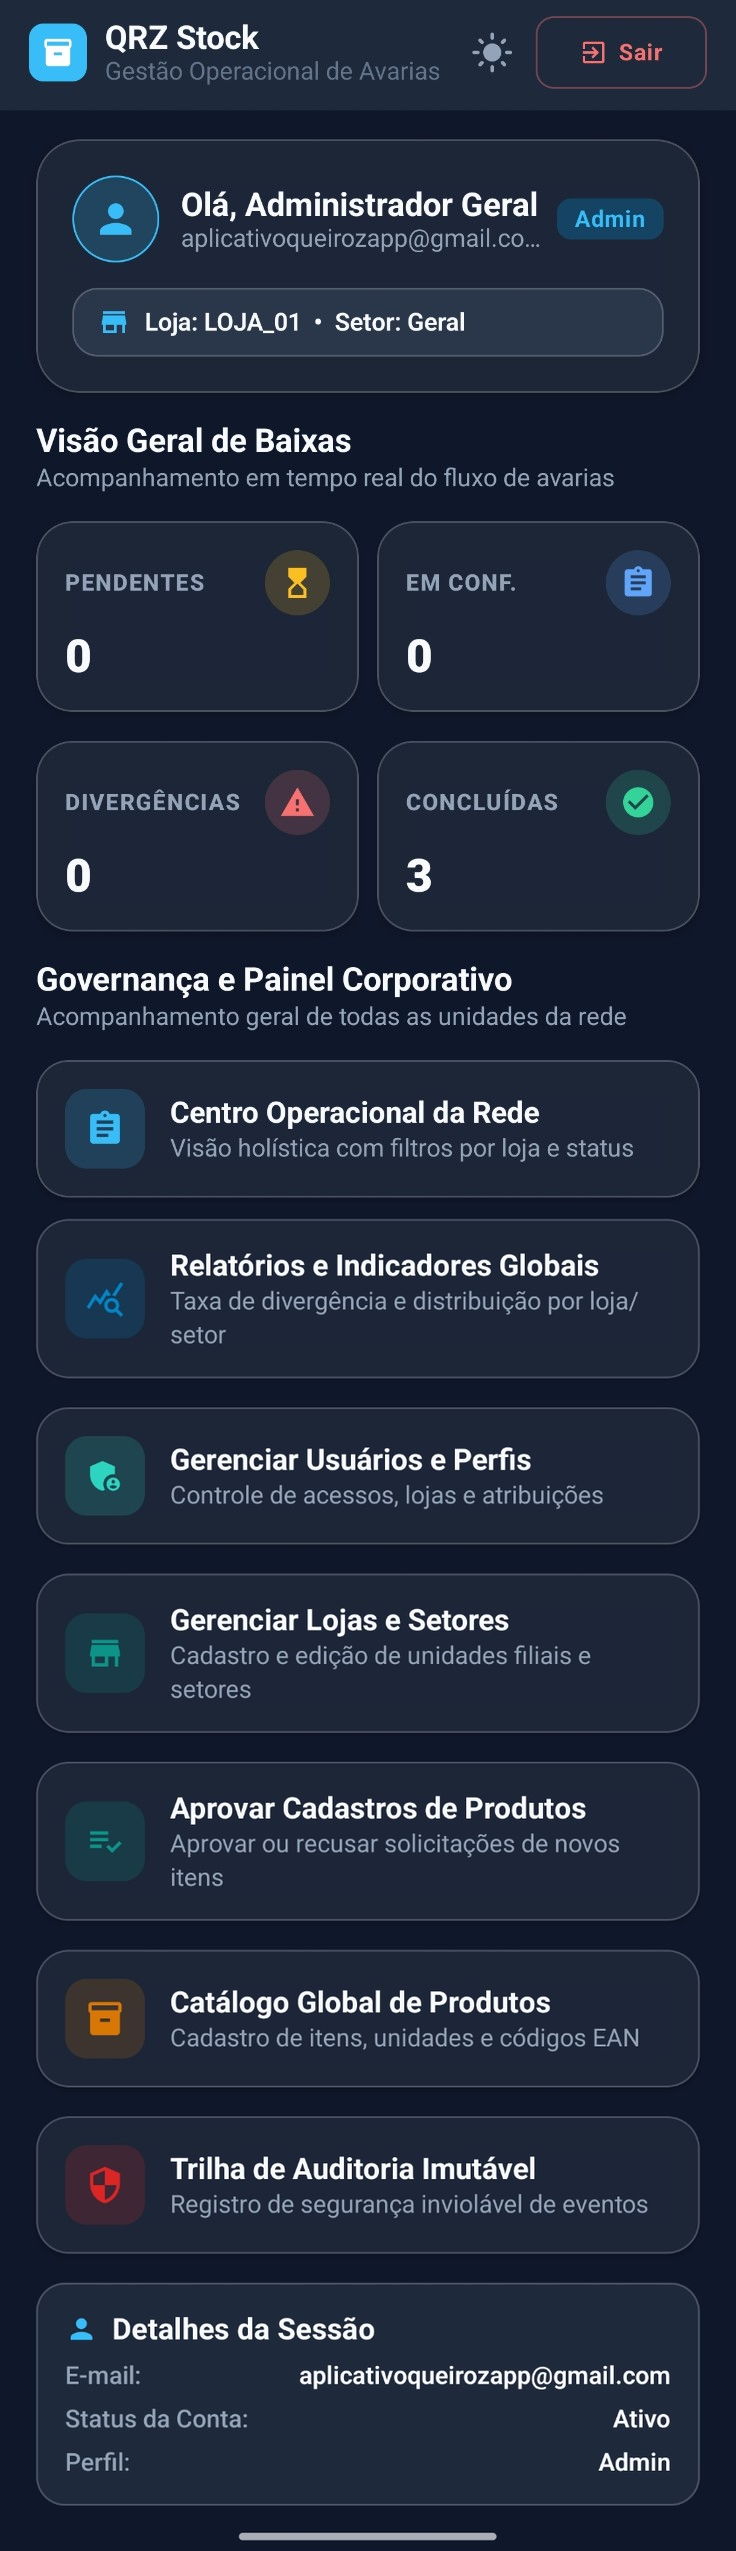 QRZ Stock
Gestão Operacional de Avarias
Sair
Olá, Administrador Geral
aplicativoqueirozapp@gmail.co...
Admin
Loja: LOJA_01 • Setor: Geral
Visão Geral de Baixas
Acompanhamento em tempo real do fluxo de avarias
PENDENTES
0
EM CONF.
0
DIVERGÊNCIAS
0
CONCLUÍDAS
3
Governança e Painel Corporativo
Acompanhamento geral de todas as unidades da rede
Centro Operacional da Rede
Visão holística com filtros por loja e status
Relatórios e Indicadores Globais
Taxa de divergência e distribuição por loja/
setor
Gerenciar Usuários e Perfis
Controle de acessos, lojas e atribuições
Gerenciar Lojas e Setores
Cadastro e edição de unidades filiais e
setores
Aprovar Cadastros de Produtos
Aprovar ou recusar solicitações de novos
itens
Catálogo Global de Produtos
Cadastro de itens, unidades e códigos EAN
Trilha de Auditoria Imutável
Registro de segurança inviolável de eventos
Detalhes da Sessão
E-mail: aplicativoqueirozapp@gmail.com
Status da Conta: Ativo
Perfil: Admin